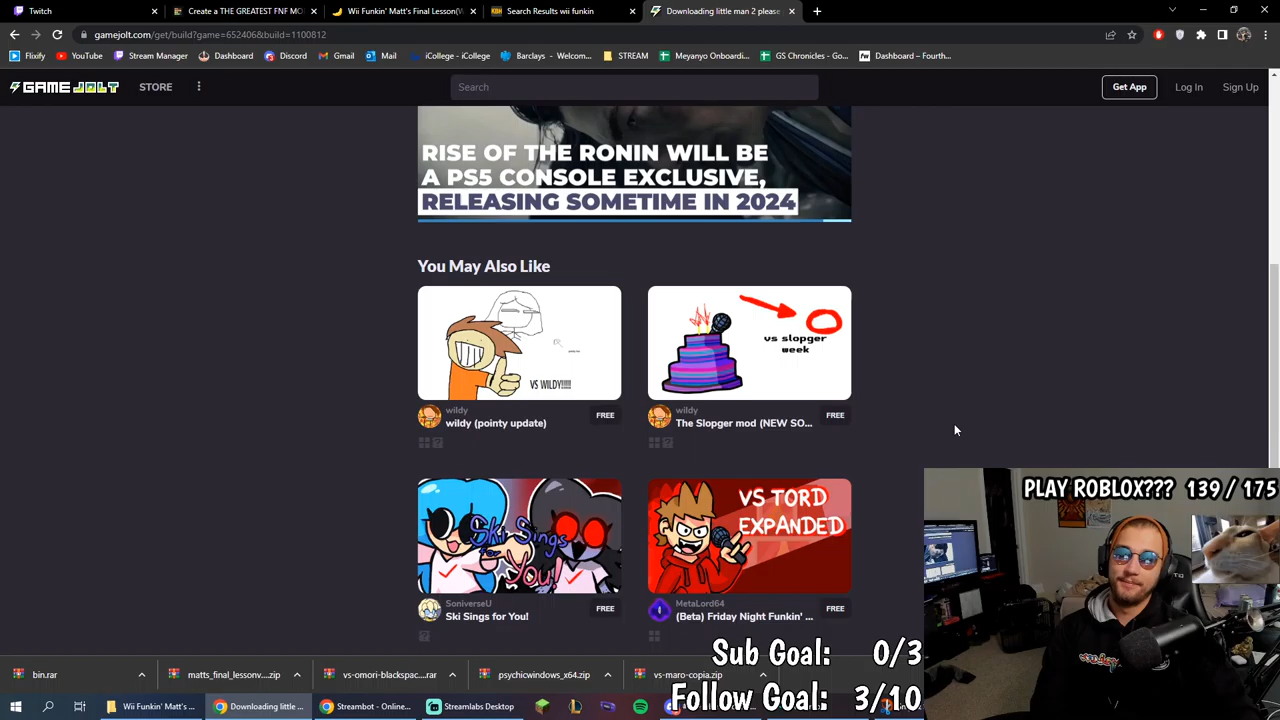 Twitch
Create a THE GREATEST FNF MO
Wii Funkin' Matt's Final Lesson(W
KBH
Search Results wii funkin
Downloading little man 2 please
gamejolt.com/get/build?game=652406&build=1100812
Flixify
YouTube
Stream Manager
Dashboard
Discord
Gmail
Mail
iCollege - iCollege
Barclays - Welcom...
STREAM
Meyanyo Onboardi...
GS Chronicles - Go...
Dashboard — Fourth...
GAME JOLT
STORE
Search
Get App
Log In
Sign Up
RISE OF THE RONIN WILL BE
A PS5 CONSOLE EXCLUSIVE,
RELEASING SOMETIME IN 2024
You May Also Like
VS WILDY!!!!!
vs slopger
week
wildy
wildy (pointy update)
FREE
wildy
The Slopger mod (NEW SO...
FREE
Ski Sings
for You!
VS TORD
EXPANDED
SoniverseU
Ski Sings for You!
FREE
MetaLord64
(Beta) Friday Night Funkin' ...
FREE
PLAY ROBLOX??? 139 / 175
Sub Goal: 0/3
Follow Goal: 3/10
bin.rar
matts_final_lessonv....zip
vs-omori-blackspac....rar
psychicwindows_x64.zip
vs-maro-copia.zip
Wii Funkin' Matt's ...
Downloading little ...
Streambot - Online...
Streamlabs Desktop